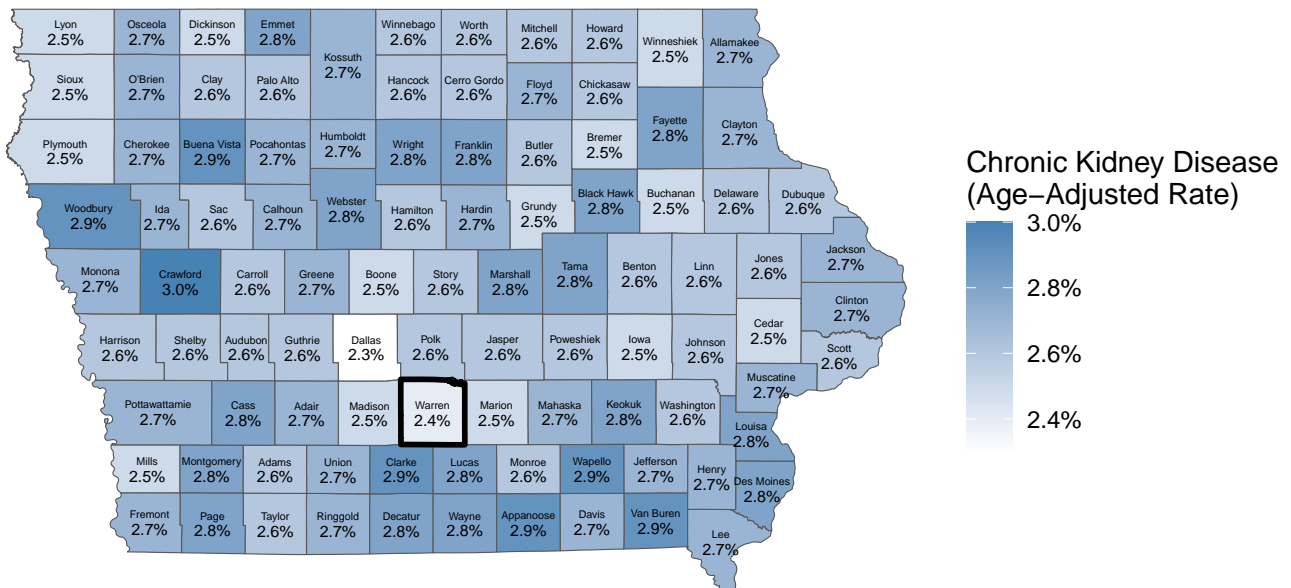 Lyon
2.5%
Osceola
2.7%
Dickinson
2.5%
Emmet
2.8%
Kossuth
2.7%
Winnebago
2.6%
Worth
2.6%
Mitchell
2.6%
Howard
2.6%
Winneshiek
2.5%
Allamakee
2.7%
Sioux
2.5%
O'Brien
2.7%
Clay
2.6%
Palo Alto
2.6%
Hancock
2.6%
Cerro Gordo
2.6%
Floyd
2.7%
Chickasaw
2.6%
Fayette
2.8%
Clayton
2.7%
Plymouth
2.5%
Cherokee
2.7%
Buena Vista
2.9%
Pocahontas
2.7%
Humboldt
2.7%
Wright
2.8%
Franklin
2.8%
Butler
2.6%
Bremer
2.5%
Woodbury
2.9%
Ida
2.7%
Sac
2.6%
Calhoun
2.7%
Webster
2.8%
Hamilton
2.6%
Hardin
2.7%
Grundy
2.5%
Black Hawk
2.8%
Buchanan
2.5%
Delaware
2.6%
Dubuque
2.6%
Monona
2.7%
Crawford
3.0%
Carroll
2.6%
Greene
2.7%
Boone
2.5%
Story
2.6%
Marshall
2.8%
Tama
2.8%
Benton
2.6%
Linn
2.6%
Jones
2.6%
Jackson
2.7%
Clinton
2.7%
Harrison
2.6%
Shelby
2.6%
Audubon
2.6%
Guthrie
2.6%
Dallas
2.3%
Polk
2.6%
Jasper
2.6%
Poweshiek
2.6%
Iowa
2.5%
Johnson
2.6%
Cedar
2.5%
Scott
2.6%
Muscatine
2.7%
Pottawattamie
2.7%
Cass
2.8%
Adair
2.7%
Madison
2.5%
Warren
2.4%
Marion
2.5%
Mahaska
2.7%
Keokuk
2.8%
Washington
2.6%
Louisa
2.8%
Mills
2.5%
Montgomery
2.8%
Adams
2.6%
Union
2.7%
Clarke
2.9%
Lucas
2.8%
Monroe
2.6%
Wapello
2.9%
Jefferson
2.7%
Henry
2.7%
Des Moines
2.8%
Fremont
2.7%
Page
2.8%
Taylor
2.6%
Ringgold
2.7%
Decatur
2.8%
Wayne
2.8%
Appanoose
2.9%
Davis
2.7%
Van Buren
2.9%
Lee
2.7%
Chronic Kidney Disease
(Age−Adjusted Rate)
3.0%
2.8%
2.6%
2.4%